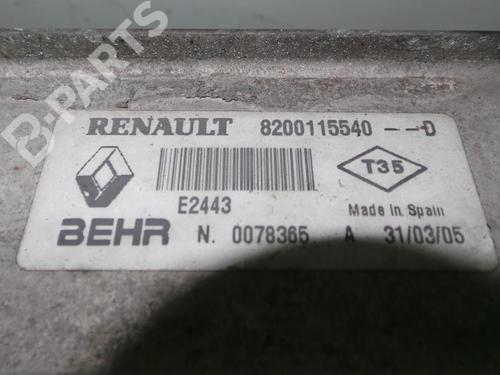 B-PARTS
RENAULT 8200115540 --D
T35
E2443
Made in Spain
BEHR N. 0078365 A 31/03/05